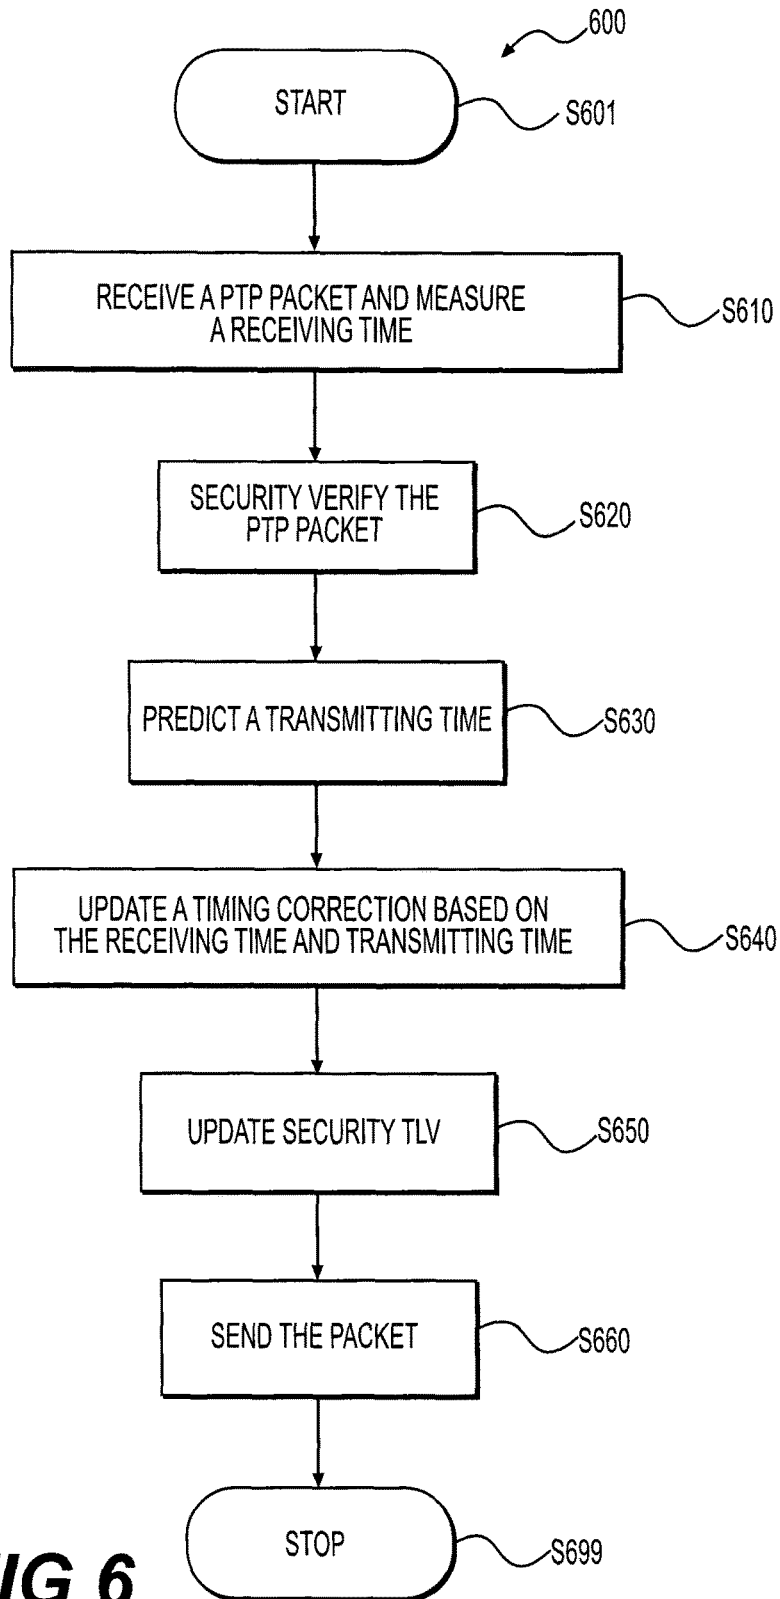 600
START
S601
RECEIVE A PTP PACKET AND MEASURE
A RECEIVING TIME
S610
SECURITY VERIFY THE
PTP PACKET
S620
PREDICT A TRANSMITTING TIME
S630
UPDATE A TIMING CORRECTION BASED ON
THE RECEIVING TIME AND TRANSMITTING TIME
S640
UPDATE SECURITY TLV
S650
SEND THE PACKET
S660
STOP
S699
IG 6